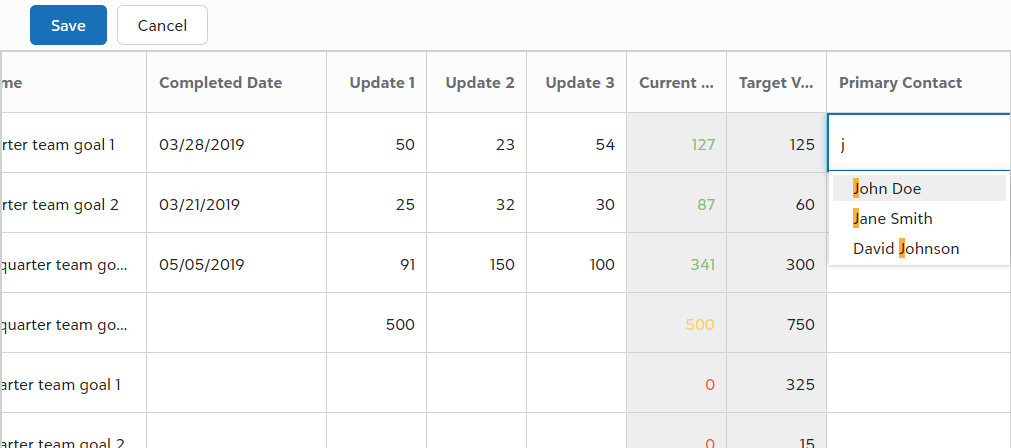 Save Cancel
me Completed Date Update 1 Update 2 Update 3 Current ... Target V... Primary Contact
rter team goal 1 03/28/2019 50 23 54 127 125 j
John Doe
rter team goal 2 03/21/2019 25 32 30 87 60
Jane Smith
David Johnson
quarter team go... 05/05/2019 91 150 100 341 300
quarter team go... 500 500 750
arter team goal 1 0 325
arter team goal 2 0 15